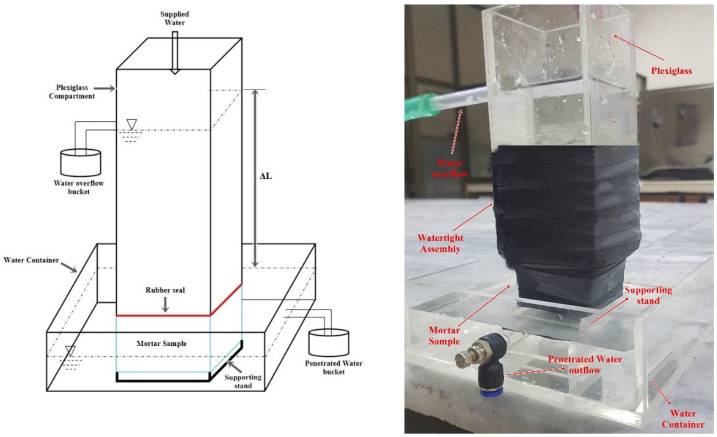 Supplied
Water
Plexiglass
Compartment
Water overflow
bucket
ΔL
Water Container
Rubber seal
Mortar Sample
Supporting
stand
Penetrated Water
bucket
Plexiglass
Water
overflow
Watertight
Assembly
Supporting
stand
Mortar
Sample
Penetrated Water
outflow
Water
Container